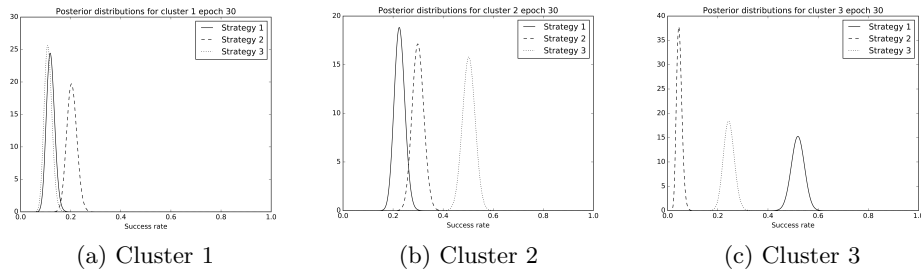 Posterior distributions for cluster 1 epoch 30
30
25
20
15
10
5
0
0.0 0.2 0.4 0.6 0.8 1.0
Success rate
Strategy 1
Strategy 2
Strategy 3
(a) Cluster 1
Posterior distributions for cluster 2 epoch 30
20
15
10
5
0
0.0 0.2 0.4 0.6 0.8 1.0
Success rate
Strategy 1
Strategy 2
Strategy 3
(b) Cluster 2
Posterior distributions for cluster 3 epoch 30
40
35
30
25
20
15
10
5
0
0.0 0.2 0.4 0.6 0.8 1.0
Success rate
Strategy 1
Strategy 2
Strategy 3
(c) Cluster 3